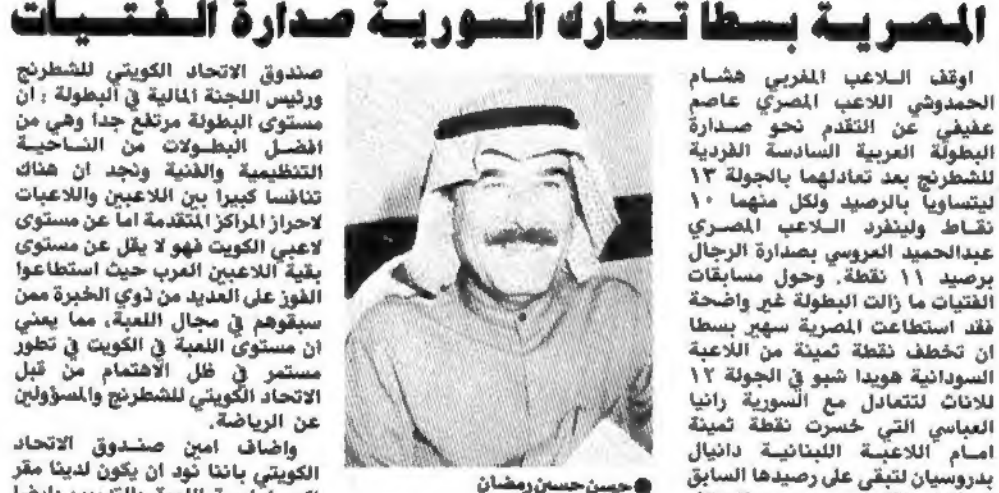 المصرية بسطا تشارك السورية صدارة الفتيات
اوقف اللاعب المغربي هشام
الحمدوشي اللاعب المصري عاصم
عفيفي عن التقدم نحو صدارة
البطولة العربية السادسة الفردية
للشطرنج بعد تعادلهما بالجولة ١٣
ليتساويا بالرصيد ولكل منهما ١٠
نقاط ولينفرد اللاعب المصري
عبدالحميد العروسي بصدارة الرجال
برصيد ١١ نقطة. وحول مسابقات
الفتيات ما زالت البطولة غير واضحة
فقد استطاعت المصرية سهير بسطا
ان تخطف نقطة ثمينة من اللاعبة
السودانية هويدا شبو في الجولة ١٢
للاناث لتتعادل مع السورية رانيا
العباسي التي خسرت نقطة ثمينة
امام اللاعبة اللبنانية دانيال
بدروسيان لتبقى على رصيدها السابق
حسن حسين رمضان
صندوق الاتحاد الكويتي للشطرنج
ورئيس اللجنة المالية في البطولة : ان
مستوى البطولة مرتفع جدا وهي من
افضل البطولات من الناحية
التنظيمية والفنية ونجد ان هناك
تنافسا كبيرا بين اللاعبين واللاعبات
لاحراز المراكز المتقدمة اما عن مستوى
لاعبي الكويت فهو لا يقل عن مستوى
بقية اللاعبين العرب حيث استطاعوا
الفوز على العديد من ذوي الخبرة ممن
سبقوهم في مجال اللعبة، مما يعني
ان مستوى اللعبة في الكويت في تطور
مستمر في ظل الاهتمام من قبل
الاتحاد الكويتي للشطرنج والمسؤولين
عن الرياضة.
واضاف امين صندوق الاتحاد
الكويتي باننا نود ان يكون لدينا مقر